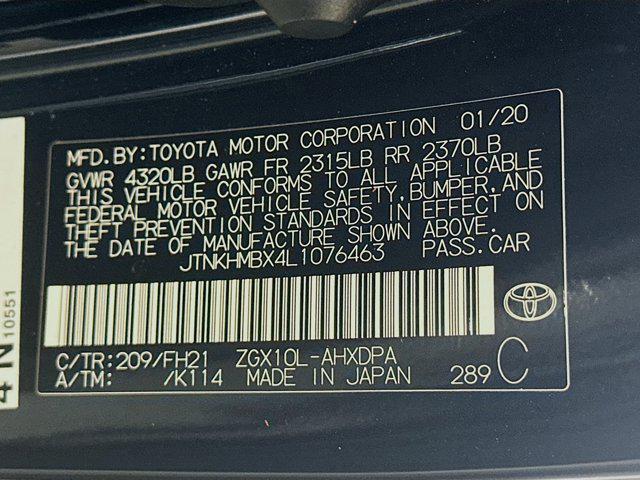 MFD.BY:TOYOTA MOTOR CORPORATION 01/20
GVWR 4320LB GAWR FR 2315LB RR 2370LB
THIS VEHICLE CONFORMS TO ALL APPLICABLE
FEDERAL MOTOR VEHICLE SAFETY,BUMPER,AND
THEFT PREVENTION STANDARDS IN EFFECT ON
THE DATE OF MANUFACTURE SHOWN ABOVE.
JTNKHMBX4L1076463 PASS.CAR
C/TR:209/FH21 ZGX10L-AHXDPA
A/TM: /K114 MADE IN JAPAN 289 C
4N
10551